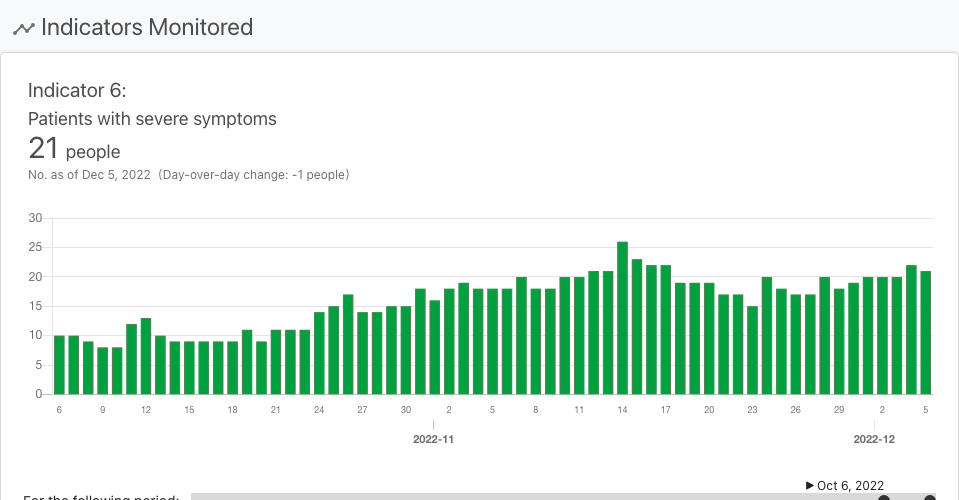 Indicators Monitored
Indicator 6:
Patients with severe symptoms
21 people
No. as of Dec 5, 2022 (Day-over-day change: -1 people)
30
25
20
15
10
5
0
6 9 12 15 18 21 24 27 30 2 5 8 11 14 17 20 23 26 29 2 5
2022-11 2022-12
▶ Oct 6, 2022
For the following period: